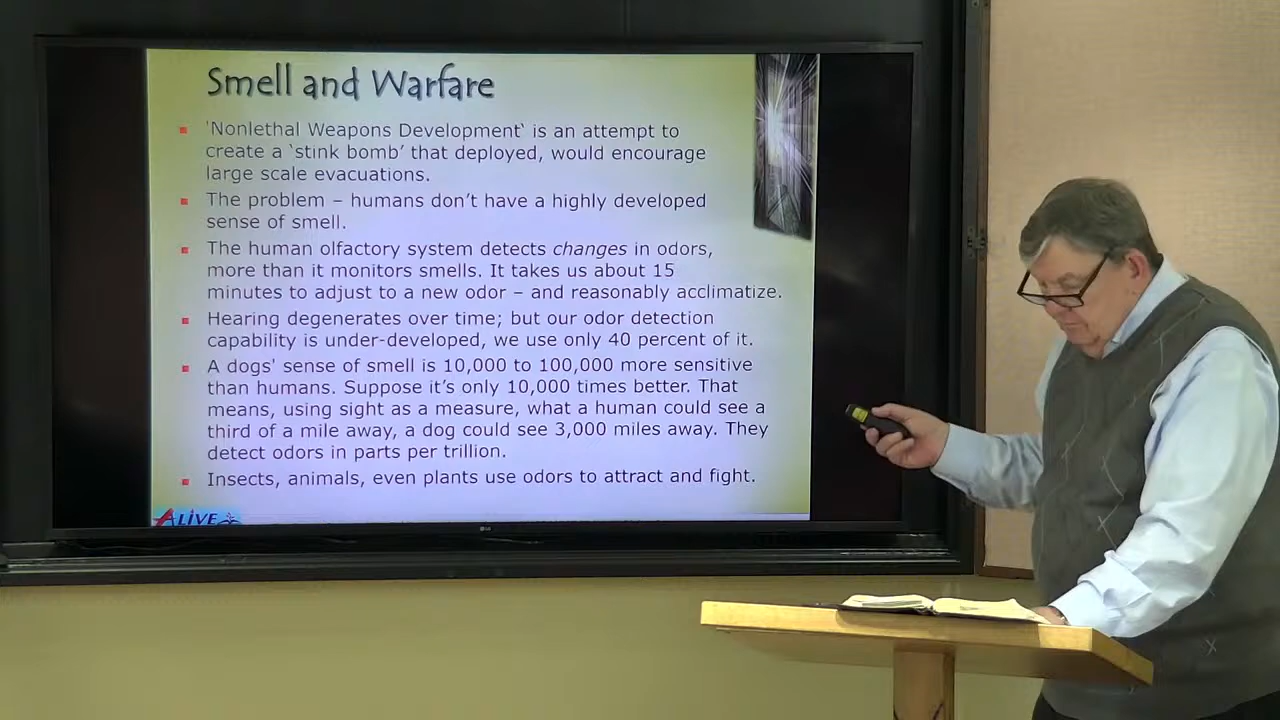 Smell and Warfare
'Nonlethal Weapons Development‛ is an attempt to
create a ‛stink bomb’ that deployed, would encourage
large scale evacuations.
The problem – humans don’t have a highly developed
sense of smell.
The human olfactory system detects changes in odors,
more than it monitors smells. It takes us about 15
minutes to adjust to a new odor – and reasonably acclimatize.
Hearing degenerates over time; but our odor detection
capability is under-developed, we use only 40 percent of it.
A dogs' sense of smell is 10,000 to 100,000 more sensitive
than humans. Suppose it’s only 10,000 times better. That
means, using sight as a measure, what a human could see a
third of a mile away, a dog could see 3,000 miles away. They
detect odors in parts per trillion.
Insects, animals, even plants use odors to attract and fight.
ALiVE
LG